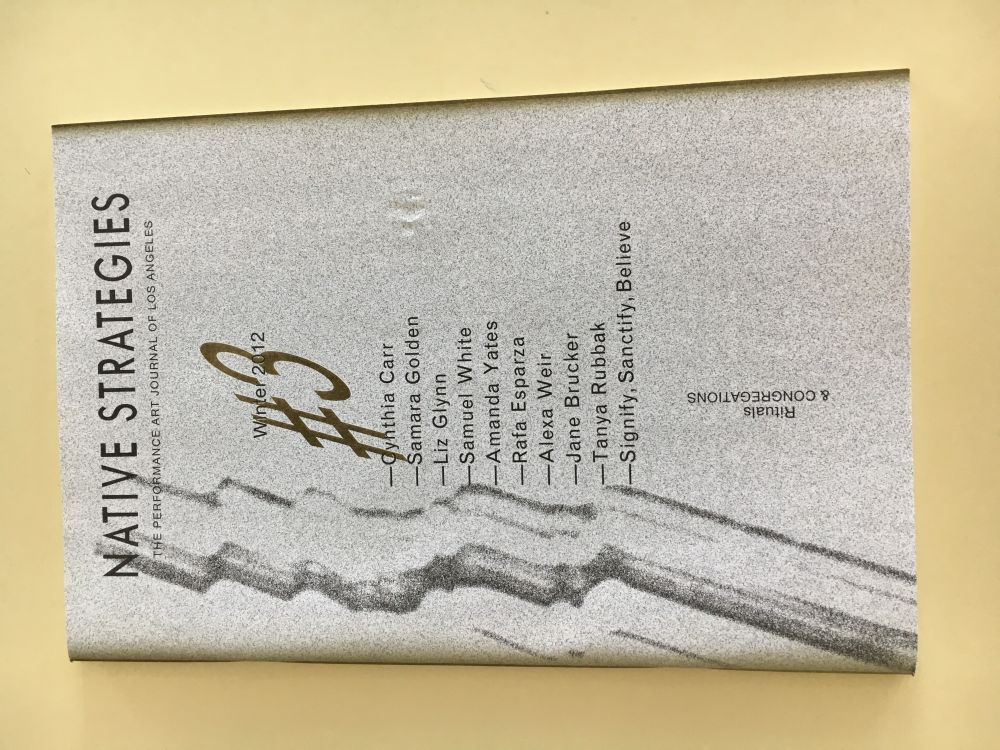 NATIVE STRATEGIES
THE PERFORMANCE ART JOURNAL OF LOS ANGELES
#3
Winter 2012
—Cynthia Carr
—Samara Golden
—Liz Glynn
—Samuel White
—Amanda Yates
—Rafa Esparza
—Alexa Weir
—Jane Brucker
—Tanya Rubbak
—Signify, Sanctify, Believe
Rituals
& CONGREGATIONS